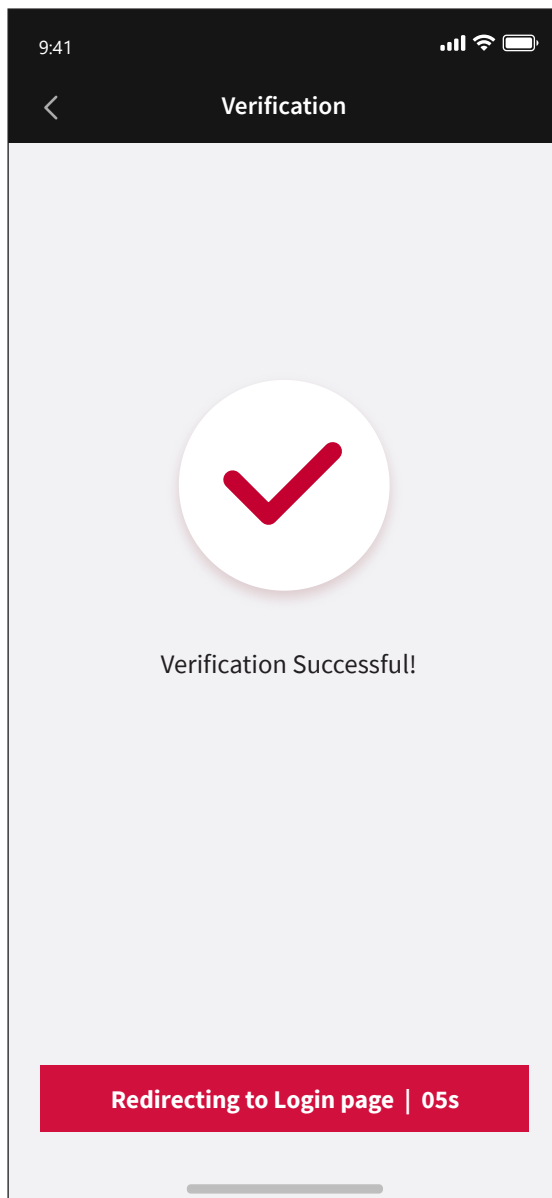 9:41
Verification
Verification Successful!
Redirecting to Login page | 05s